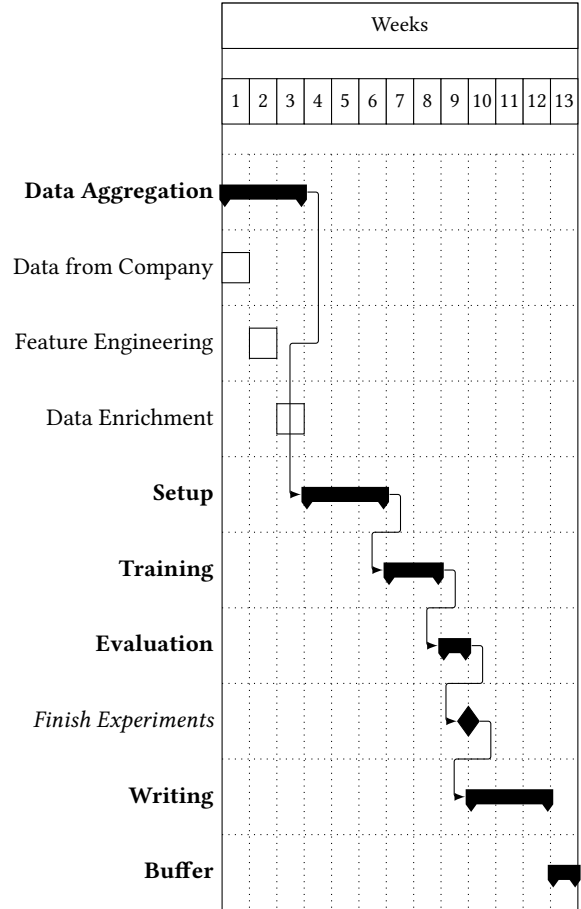 Weeks
1 2 3 4 5 6 7 8 9 10 11 12 13
Data Aggregation
Data from Company
Feature Engineering
Data Enrichment
Setup
Training
Evaluation
Finish Experiments
Writing
Buffer